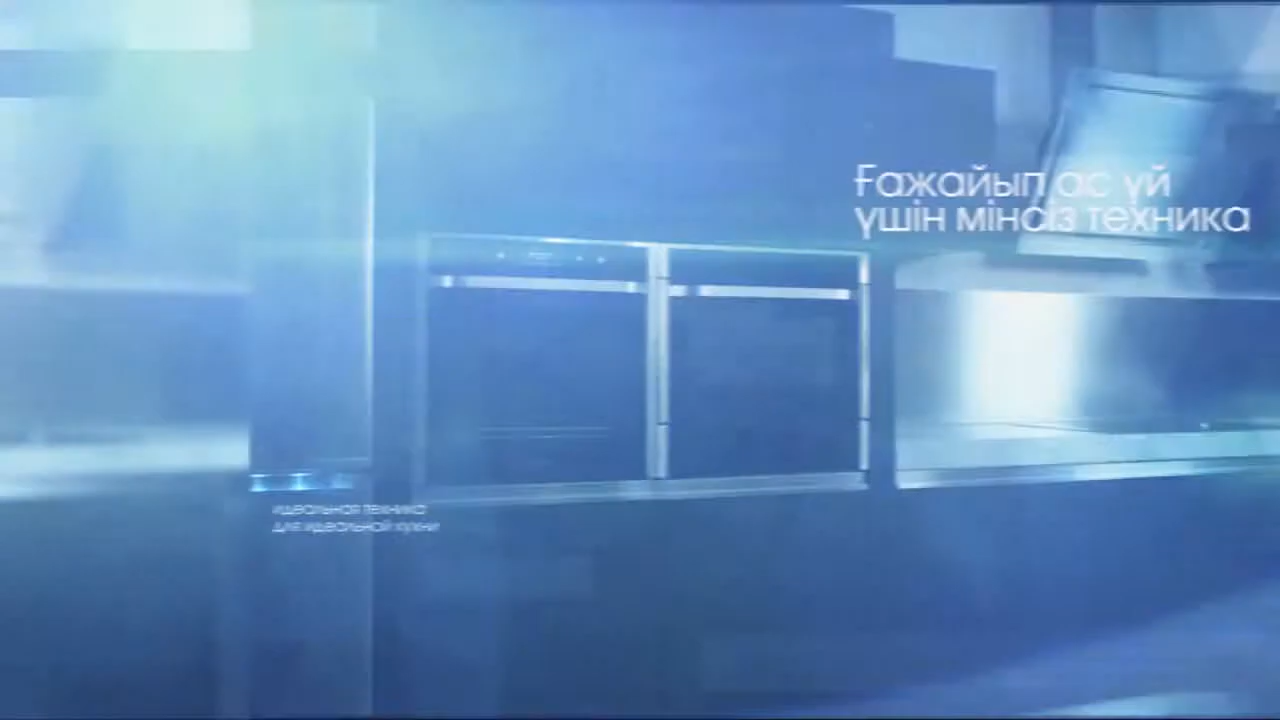 Ғажайып ас үй
үшін мінсіз техника
идеальная техника
для идеальной кухни